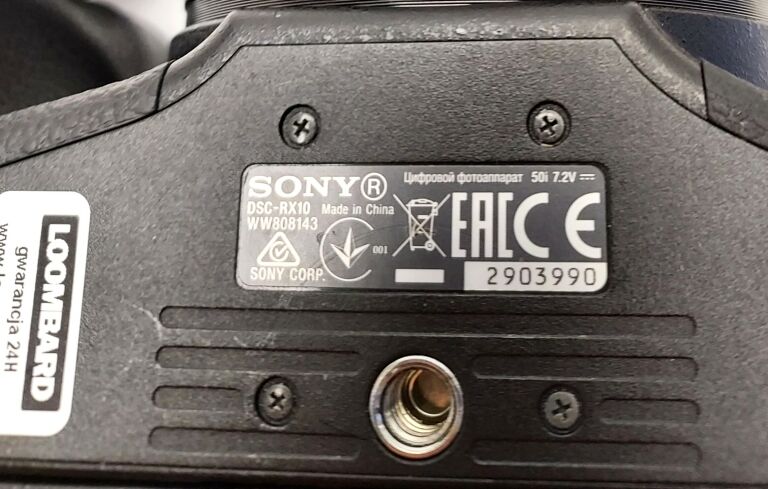 SONY®
Цифровой фотоаппарат 50i 7.2V
DSC-RX10 Made in China
WW808143
001
EAC CE
SONY CORP.
2903990
LOOMBARD
gwarancja 24H